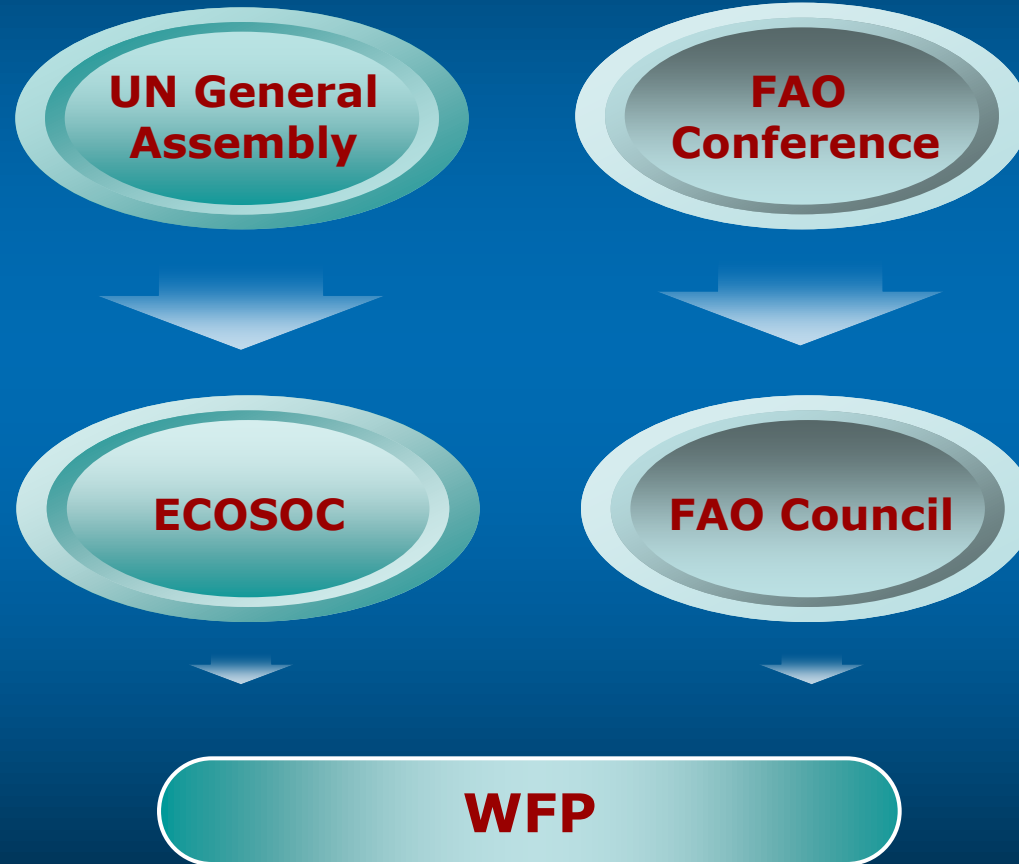 UN General
Assembly
FAO
Conference
ECOSOC
FAO Council
WFP